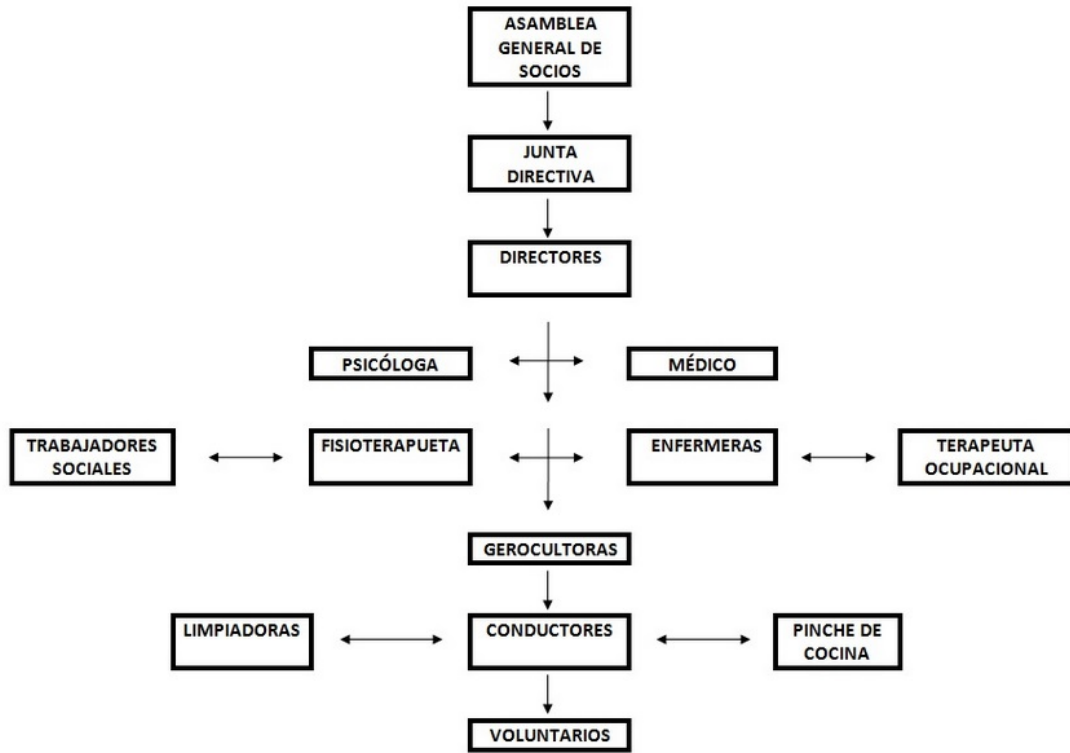 ASAMBLEA
GENERAL DE
SOCIOS
JUNTA
DIRECTIVA
DIRECTORES
PSICÓLOGA
MÉDICO
TRABAJADORES
SOCIALES
FISIOTERAPUETA
ENFERMERAS
TERAPEUTA
OCUPACIONAL
GEROCULTORAS
LIMPIADORAS
CONDUCTORES
PINCHE DE
COCINA
VOLUNTARIOS